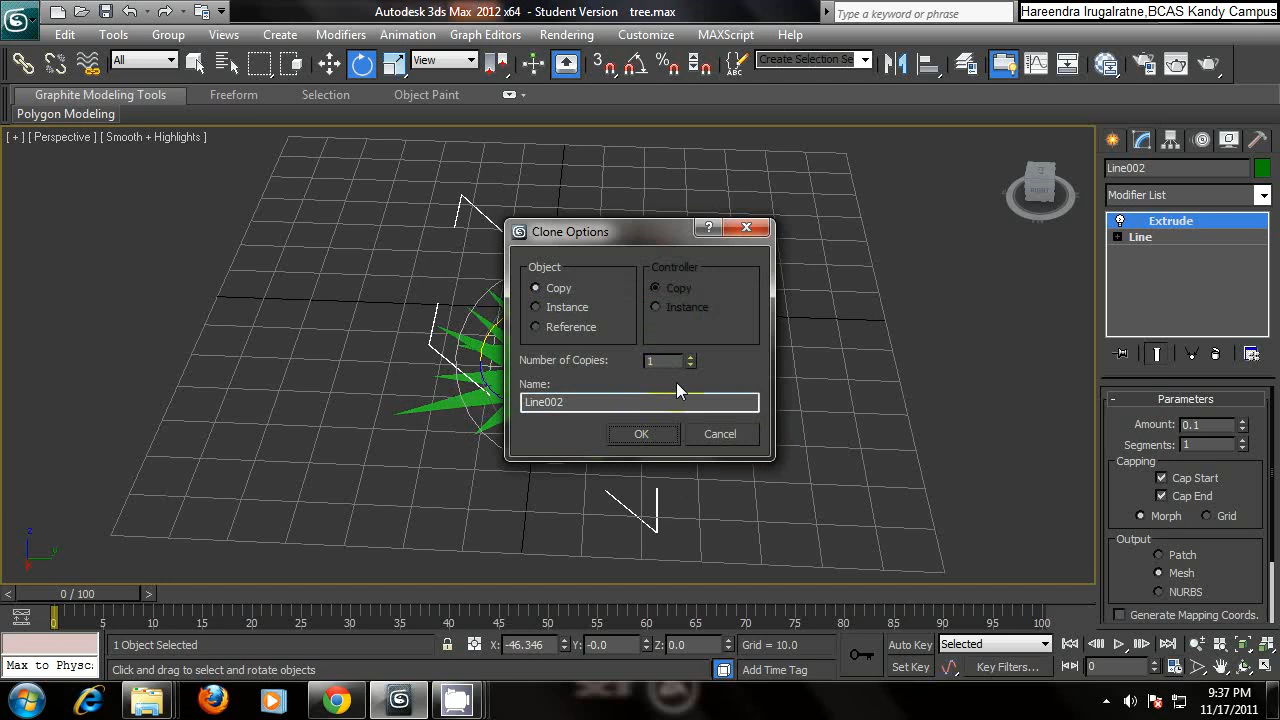 Autodesk 3ds Max 2012 x64 - Student Version tree.max
Type a keyword or phrase
Hareendra Irugalratne,BCAS Kandy Campus
Edit Tools Group Views Create Modifiers Animation Graph Editors Rendering Customize MAXScript Help
All
View
Create Selection Se
Graphite Modeling Tools Freeform Selection Object Paint
Polygon Modeling
[ + ] [ Perspective ] [ Smooth + Highlights ]
RIGHT
Line002
Modifier List
Extrude
Line
Clone Options
Object
Copy
Instance
Reference
Controller
Copy
Instance
Number of Copies: 1
Name:
Line002
OK Cancel
Parameters
Amount: 0.1
Segments: 1
Capping
Cap Start
Cap End
Morph Grid
Output
Patch
Mesh
NURBS
Generate Mapping Coords.
z
y
x
0 / 100
0 5 10 15 20 25 30 35 40 45 50 55 60 65 70 75 80 85 90 95 100
1 Object Selected
X: -46.346 Y: -0.0 Z: 0.0 Grid = 10.0
Auto Key Selected
Max to Physc
Click and drag to select and rotate objects
Add Time Tag
Set Key Key Filters...
0
9:37 PM
11/17/2011